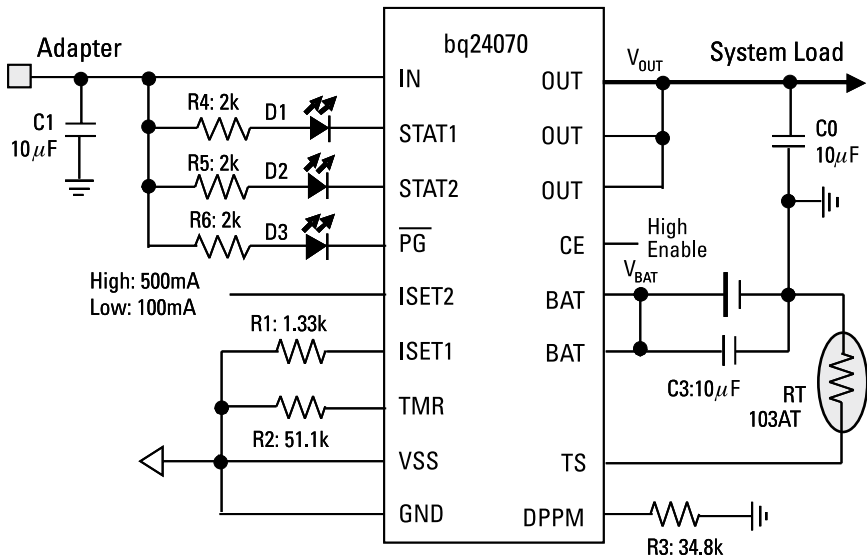 Adapter
bq24070
V_OUT
System Load
IN
OUT
R4: 2k
D1
C1
10μF
STAT1
OUT
C0
10μF
R5: 2k
D2
STAT2
OUT
R6: 2k
D3
PG
CE
High
Enable
High: 500mA
Low: 100mA
V_BAT
ISET2
BAT
R1: 1.33k
ISET1
BAT
C3:10μF
RT
103AT
TMR
R2: 51.1k
VSS
TS
GND
DPPM
R3: 34.8k